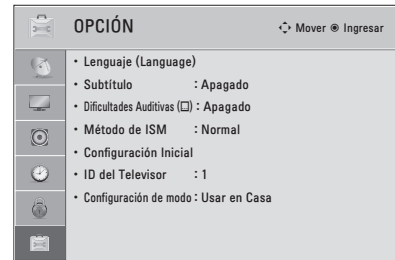 OPCIÓN
Mover ◉ Ingresar
• Lenguaje (Language)
• Subtítulo : Apagado
• Dificultades Auditivas (☐) : Apagado
• Método de ISM : Normal
• Configuración Inicial
• ID del Televisor : 1
• Configuración de modo : Usar en Casa